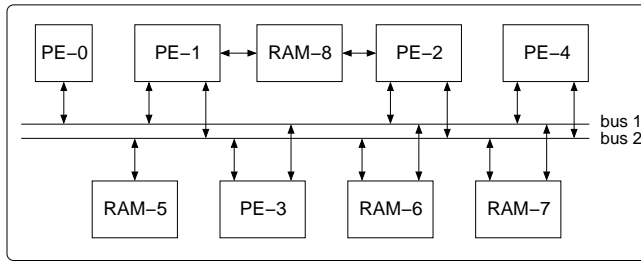 PE−0 PE−1 RAM−8 PE−2 PE−4
bus 1
bus 2
RAM−5 PE−3 RAM−6 RAM−7